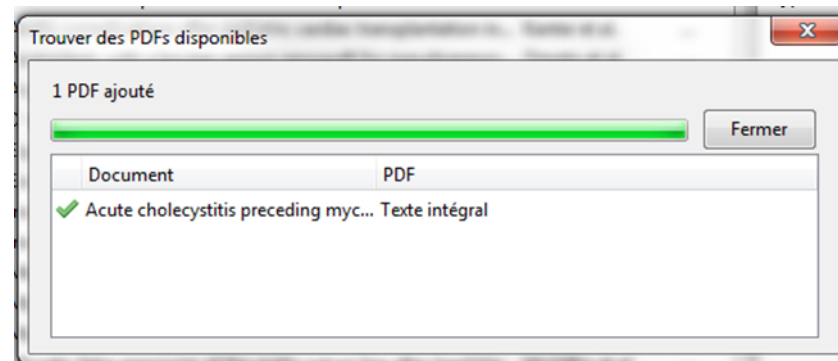 Trouver des PDFs disponibles
1 PDF ajouté
Fermer
Document PDF
Acute cholecystitis preceding myc... Texte intégral